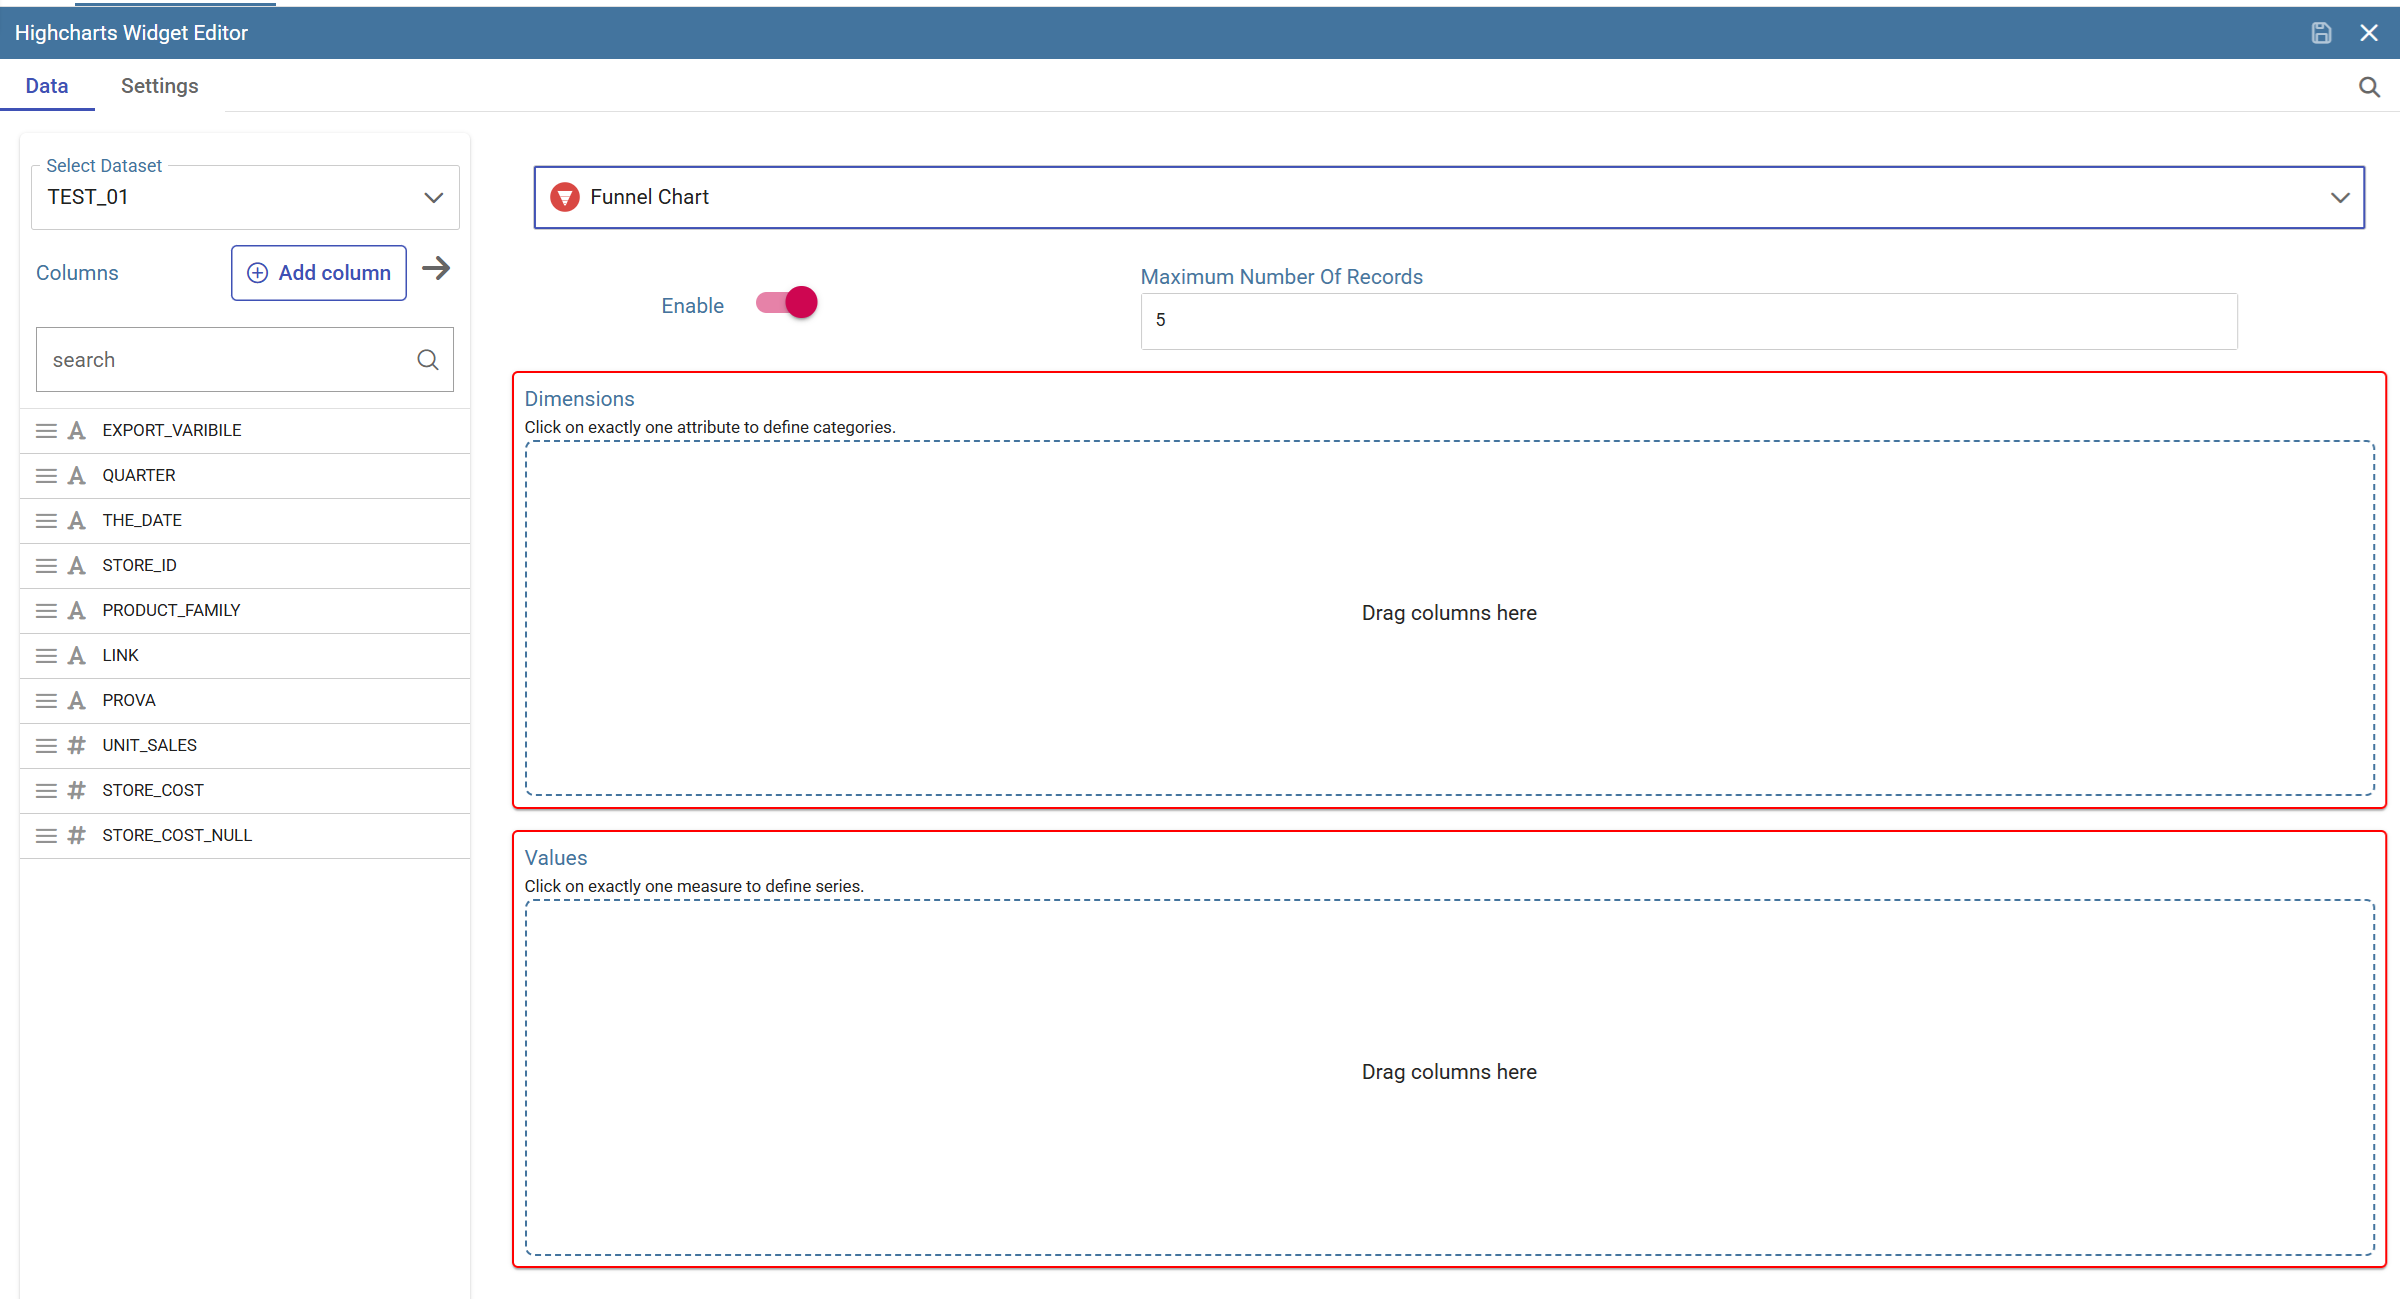 Highcharts Widget Editor
Data
Settings
Select Dataset
TEST_01
Columns
Add column
search
A EXPORT_VARIBILE
A QUARTER
A THE_DATE
A STORE_ID
A PRODUCT_FAMILY
A LINK
A PROVA
# UNIT_SALES
# STORE_COST
# STORE_COST_NULL
Funnel Chart
Enable
Maximum Number Of Records
5
Dimensions
Click on exactly one attribute to define categories.
Drag columns here
Values
Click on exactly one measure to define series.
Drag columns here